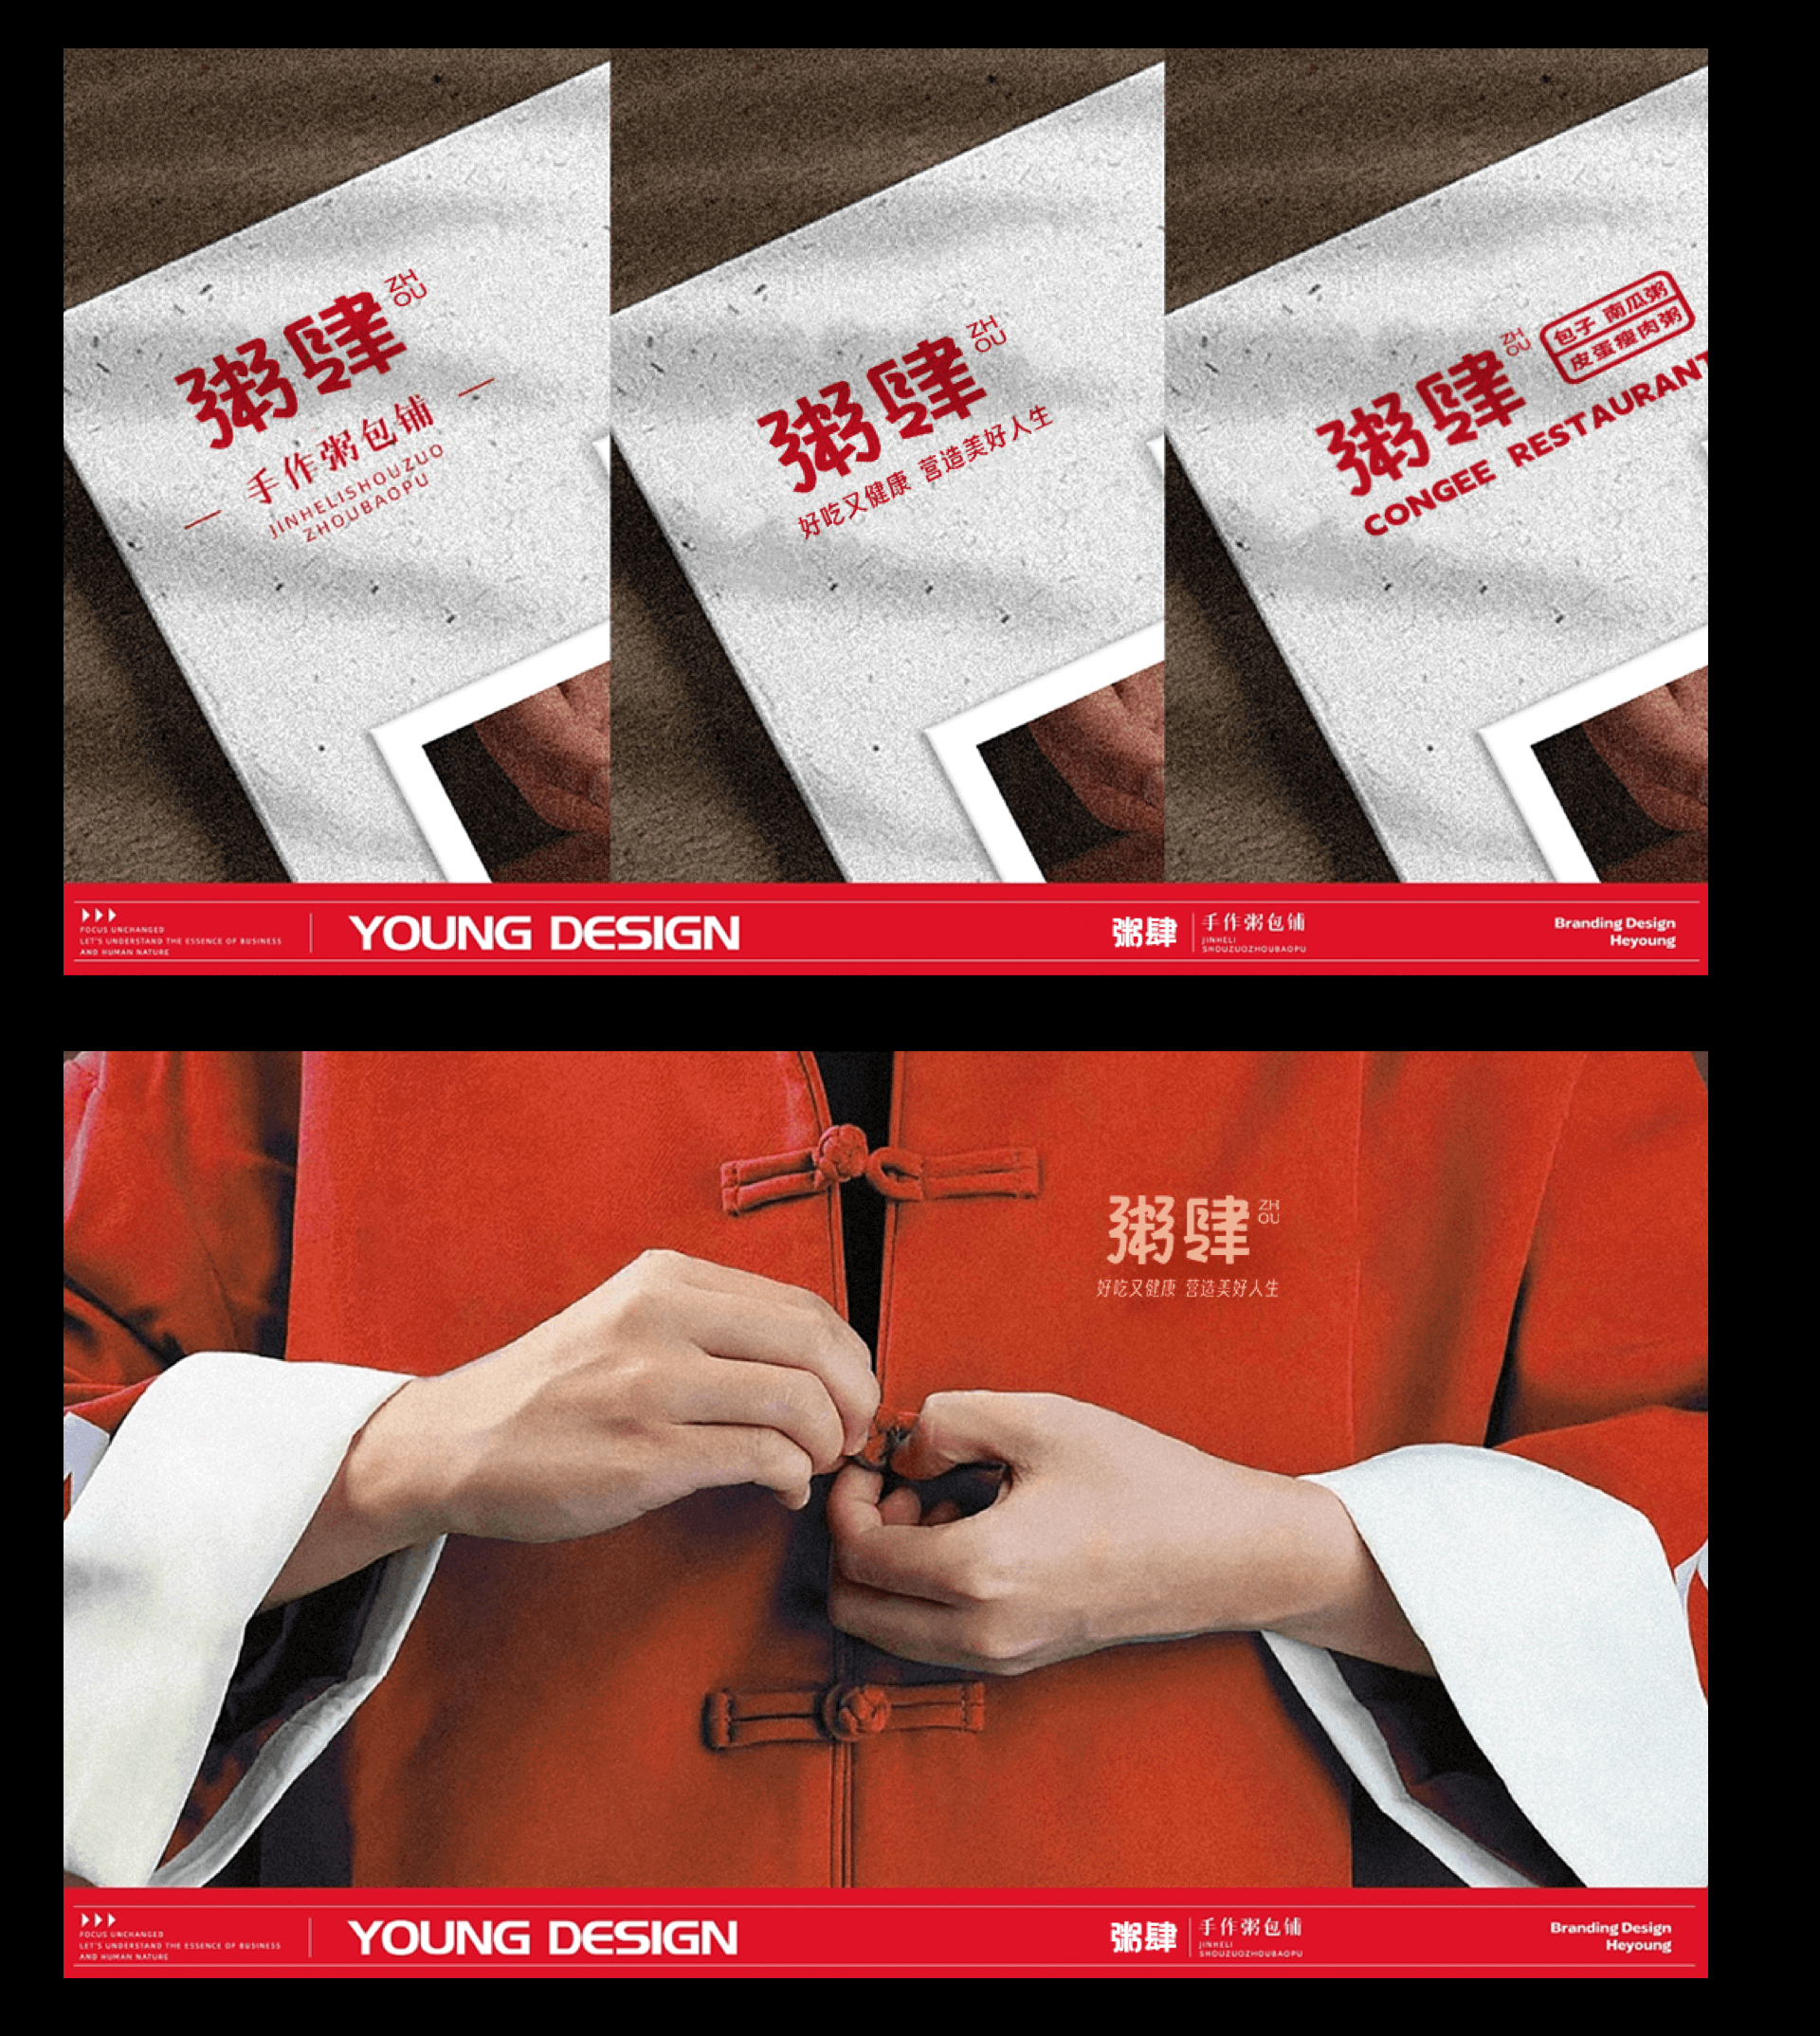 粥肆
ZH
OU
手作粥包铺
JINHELISHOUZUO
ZHOUBAOPU
粥肆
ZH
OU
好吃又健康 营造美好人生
粥肆
ZH
OU
包子 南瓜粥
皮蛋瘦肉粥
CONGEE RESTAURANT
FOCUS UNCHANGED
LET'S UNDERSTAND THE ESSENCE OF BUSINESS
AND HUMAN NATURE
YOUNG DESIGN
粥肆
手作粥包铺
JINHELI
SHOUZUOZHOUBAOPU
Branding Design
Heyoung
粥肆
ZH
OU
好吃又健康 营造美好人生
FOCUS UNCHANGED
LET'S UNDERSTAND THE ESSENCE OF BUSINESS
AND HUMAN NATURE
YOUNG DESIGN
粥肆
手作粥包铺
JINHELI
SHOUZUOZHOUBAOPU
Branding Design
Heyoung